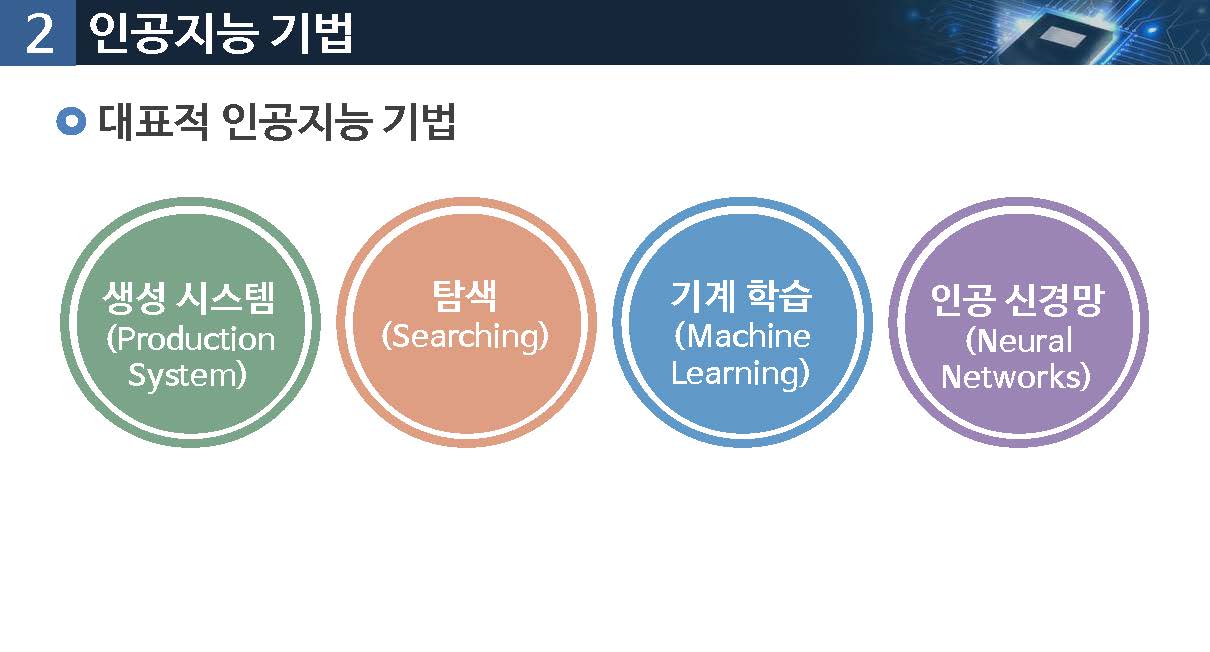 2 인공지능 기법
대표적 인공지능 기법
생성 시스템
(Production
System)
탐색
(Searching)
기계 학습
(Machine
Learning)
인공 신경망
(Neural
Networks)